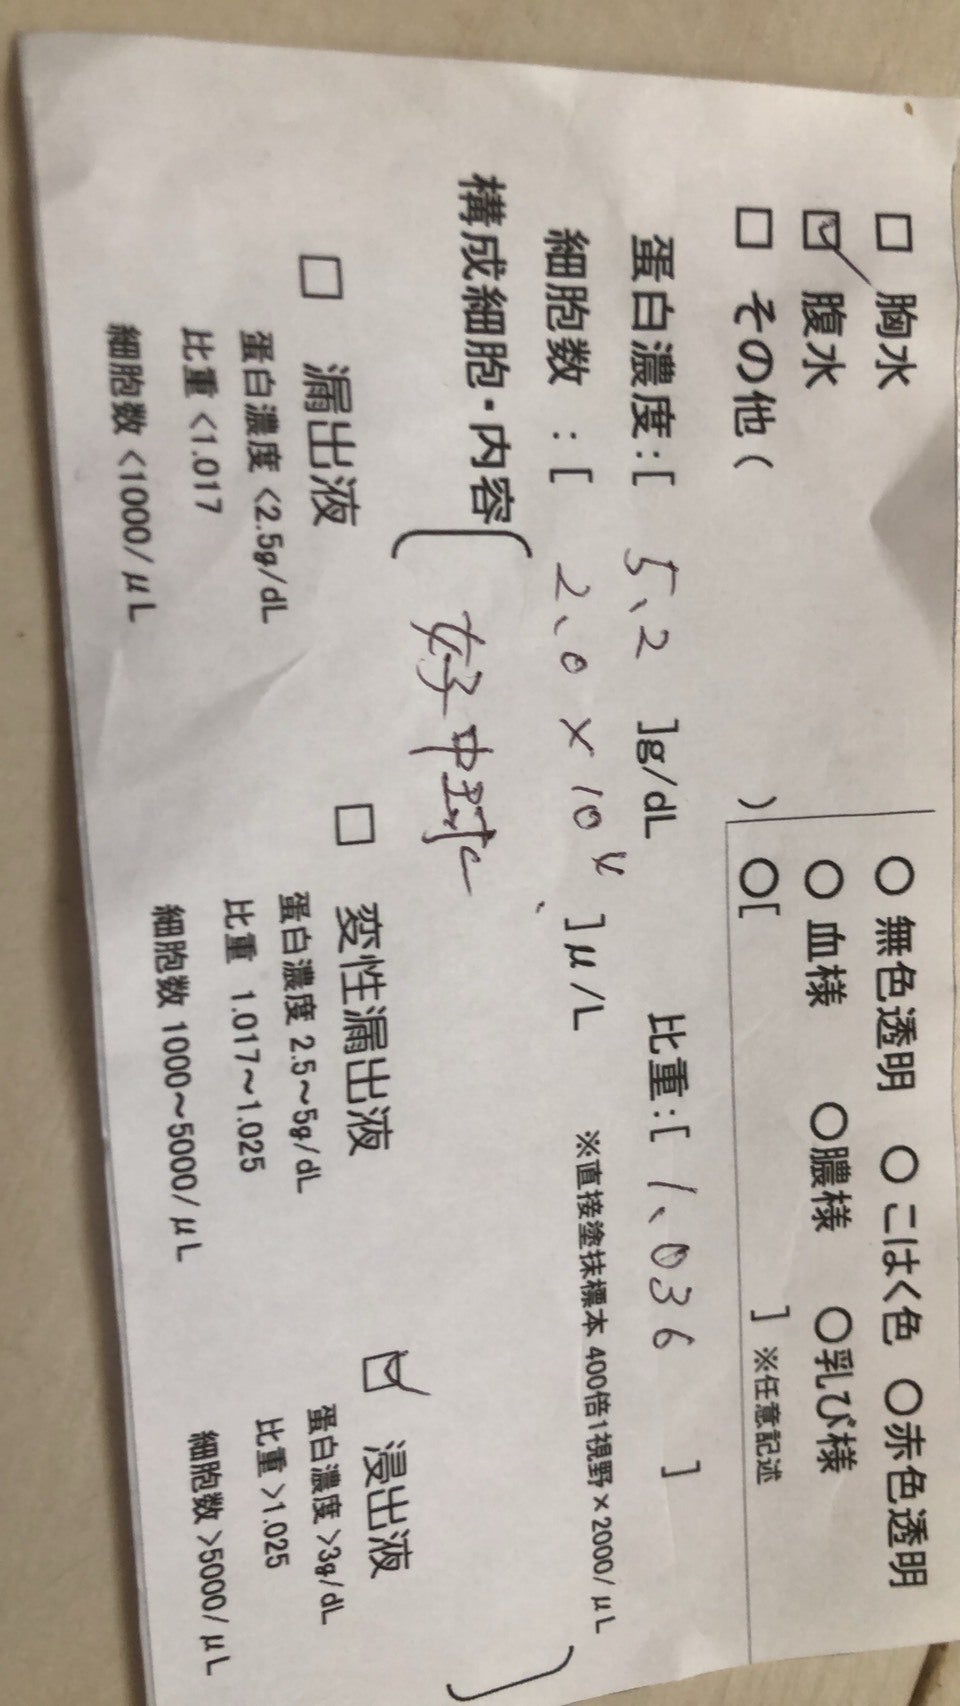 □ 胸水
☑ 腹水
□ その他 ( )
○ 無色透明 ○ こはく色 ○ 赤色透明
○ 血様 ○膿様 ○乳び様
○[ ] ※任意記述
蛋白濃度:[ 5.2 ]g/dL 比重:[ 1.036 ]
細胞数 :[ 2.0 × 10⁴ ]μ/L ※直接塗抹標本 400倍1視野×2000/μL
構成細胞・内容
( 好中球 )
□ 漏出液
蛋白濃度 <2.5g/dL
比重 <1.017
細胞数 <1000/μL
□ 変性漏出液
蛋白濃度 2.5~5g/dL
比重 1.017~1.025
細胞数 1000~5000/μL
☑ 浸出液
蛋白濃度 >3g/dL
比重 >1.025
細胞数 >5000/μL